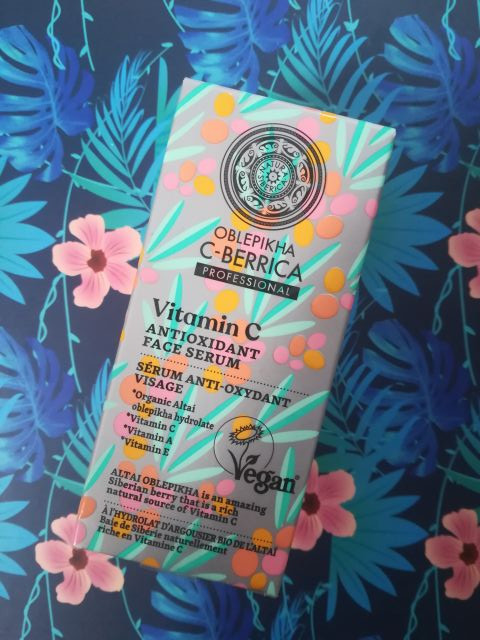 NATURA SIBERICA
OBLEPIKHA
C-BERRICA
PROFESSIONAL
Vitamin C
ANTIOXIDANT
FACE SERUM
SÉRUM ANTI-OXYDANT
VISAGE
*Organic Altai
oblepikha hydrolate
*Vitamin C
*Vitamin A
*Vitamin E
Vegan
ALTAI OBLEPIKHA is an amazing
Siberian berry that is a rich
natural source of Vitamin C
À l'HYDROLAT D'ARGOUSIER BIO DE L'ALTAÏ
Baie de Sibérie naturellement
riche en Vitamine C